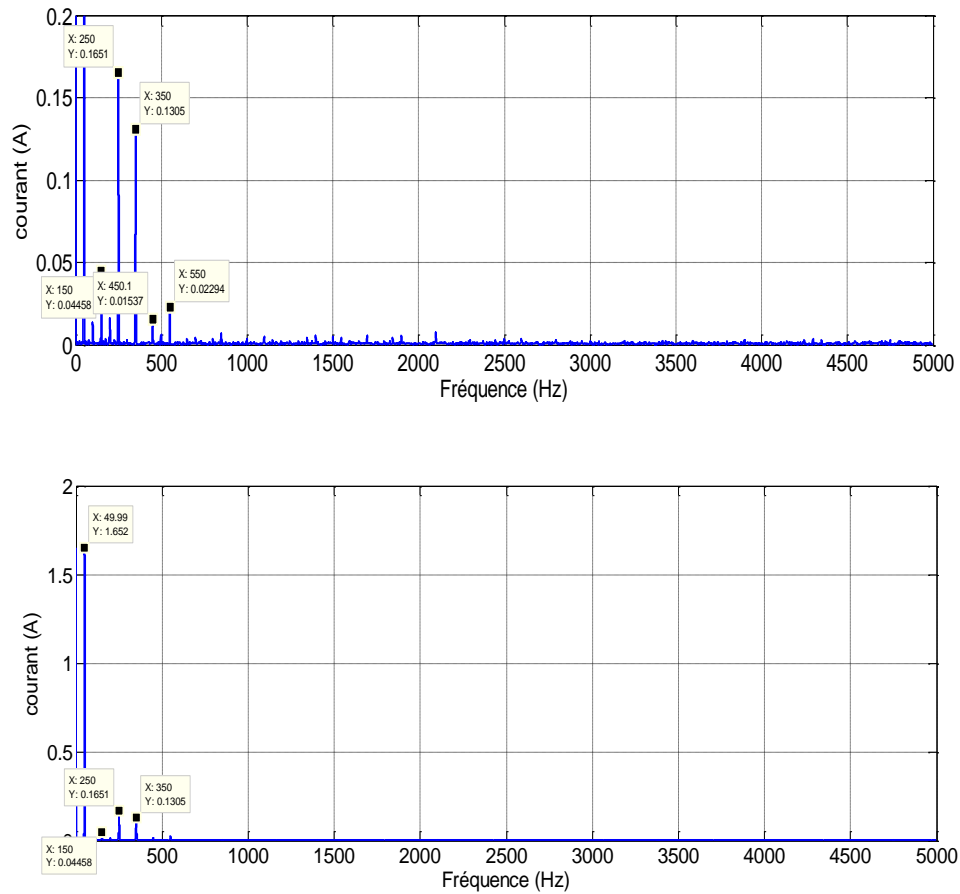 0.2
X: 250
Y: 0.1651
X: 350
Y: 0.1305
0.15
courant (A)
0.1
0.05
X: 150
Y: 0.04458
X: 450.1
Y: 0.01537
X: 550
Y: 0.02294
0
0 500 1000 1500 2000 2500 3000 3500 4000 4500 5000
Fréquence (Hz)
2
X: 49.99
Y: 1.652
1.5
courant (A)
1
0.5
X: 250
Y: 0.1651
X: 350
Y: 0.1305
X: 150
Y: 0.04458
500 1000 1500 2000 2500 3000 3500 4000 4500 5000
Fréquence (Hz)